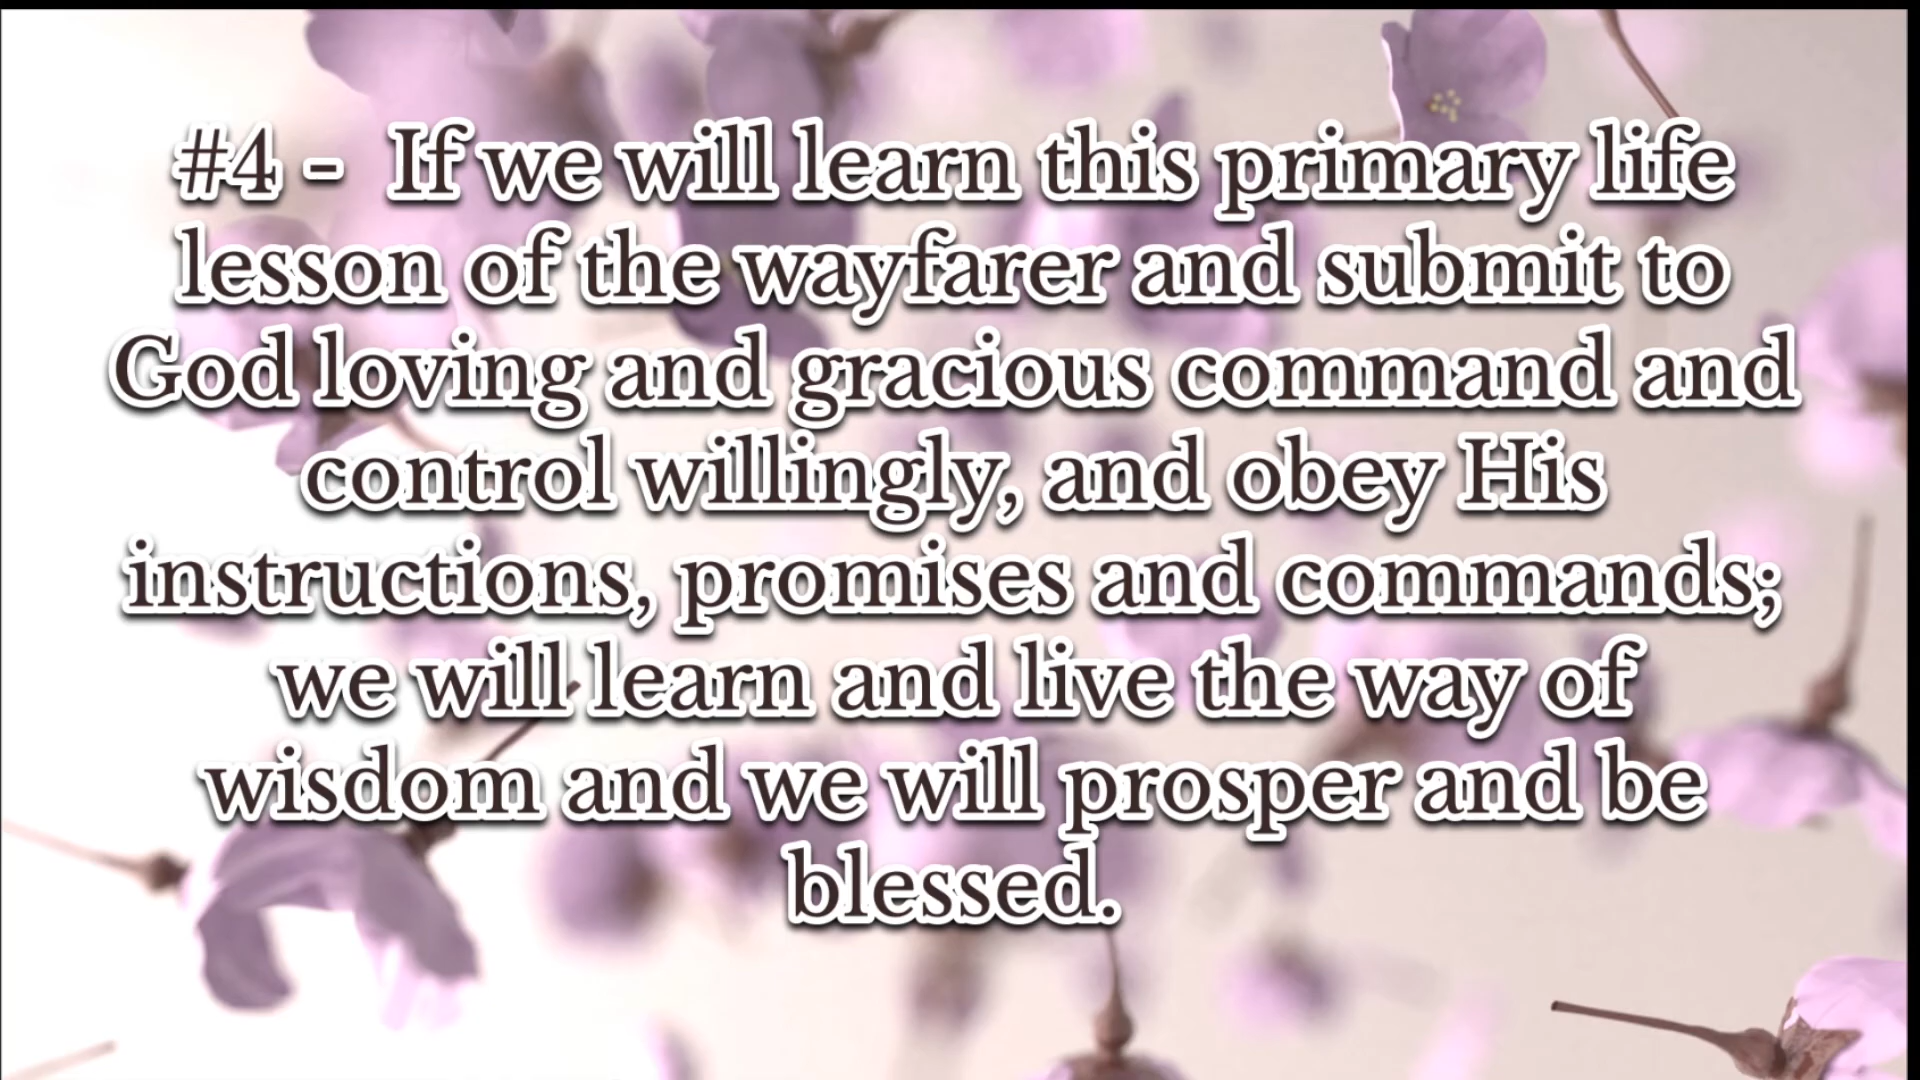 #4 -  If we will learn this primary life
lesson of the wayfarer and submit to
God loving and gracious command and
control willingly, and obey His
instructions, promises and commands;
we will learn and live the way of
wisdom and we will prosper and be
blessed.